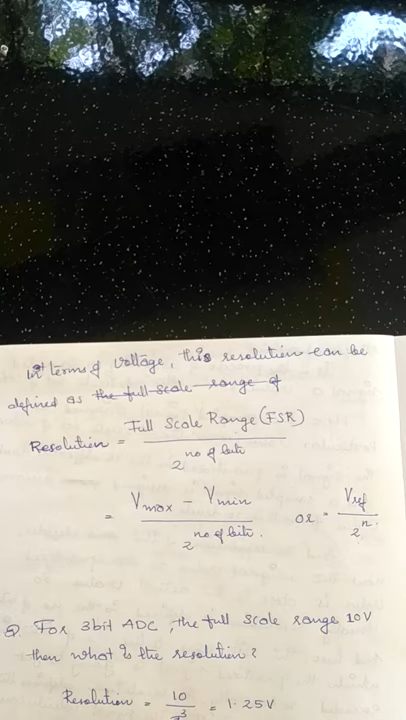 In terms of voltage, this resolution can be
defined as the full scale range of
Resolution = Full Scale Range (FSR) / 2^no of bits
= Vmax - Vmin / 2^no of bits. or = Vref / 2^n.
Q. For 3bit ADC, the full scale range 10V
then what is the resolution?
Resolution = 10 / 2^3 = 1.25V